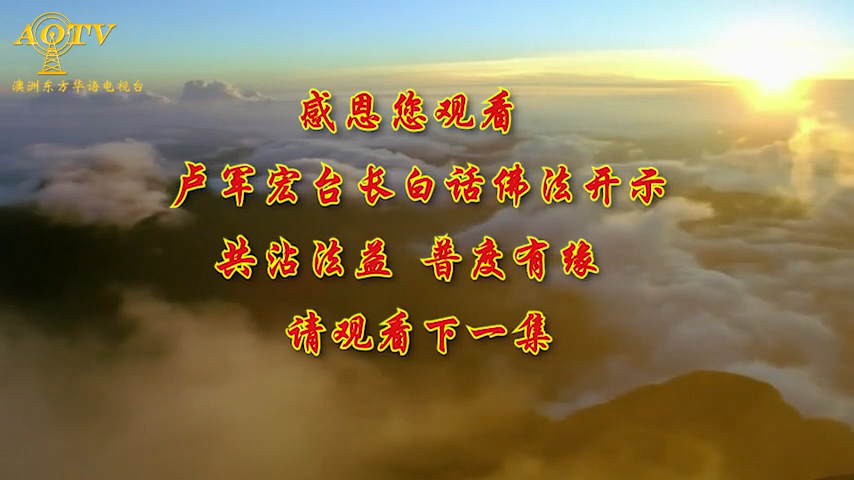 AOTV
澳洲东方华语电视台
感恩您观看
卢军宏台长白话佛法开示
共沾法益 普度有缘
请观看下一集